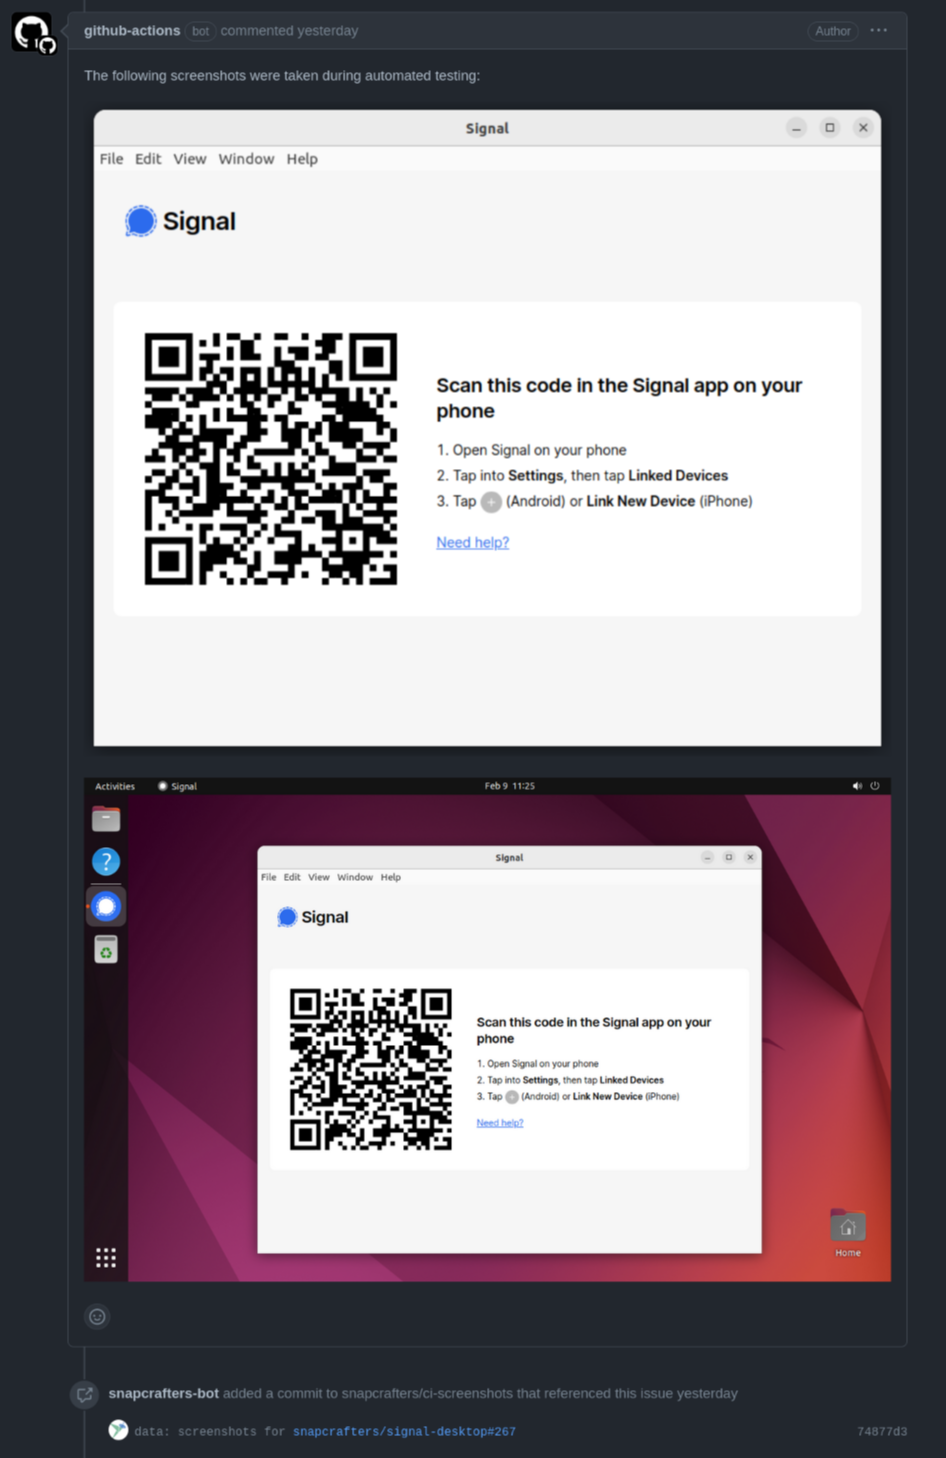 github-actions bot commented yesterday Author
The following screenshots were taken during automated testing:
Signal
File Edit View Window Help
Signal
Scan this code in the Signal app on your
phone
1. Open Signal on your phone
2. Tap into Settings, then tap Linked Devices
3. Tap + (Android) or Link New Device (iPhone)
Need help?
Activities Signal Feb 9 11:25
Signal
File Edit View Window Help
Signal
Scan this code in the Signal app on your
phone
1. Open Signal on your phone
2. Tap into Settings, then tap Linked Devices
3. Tap + (Android) or Link New Device (iPhone)
Need help?
Home
snapcrafters-bot added a commit to snapcrafters/ci-screenshots that referenced this issue yesterday
data: screenshots for snapcrafters/signal-desktop#267 74877d3